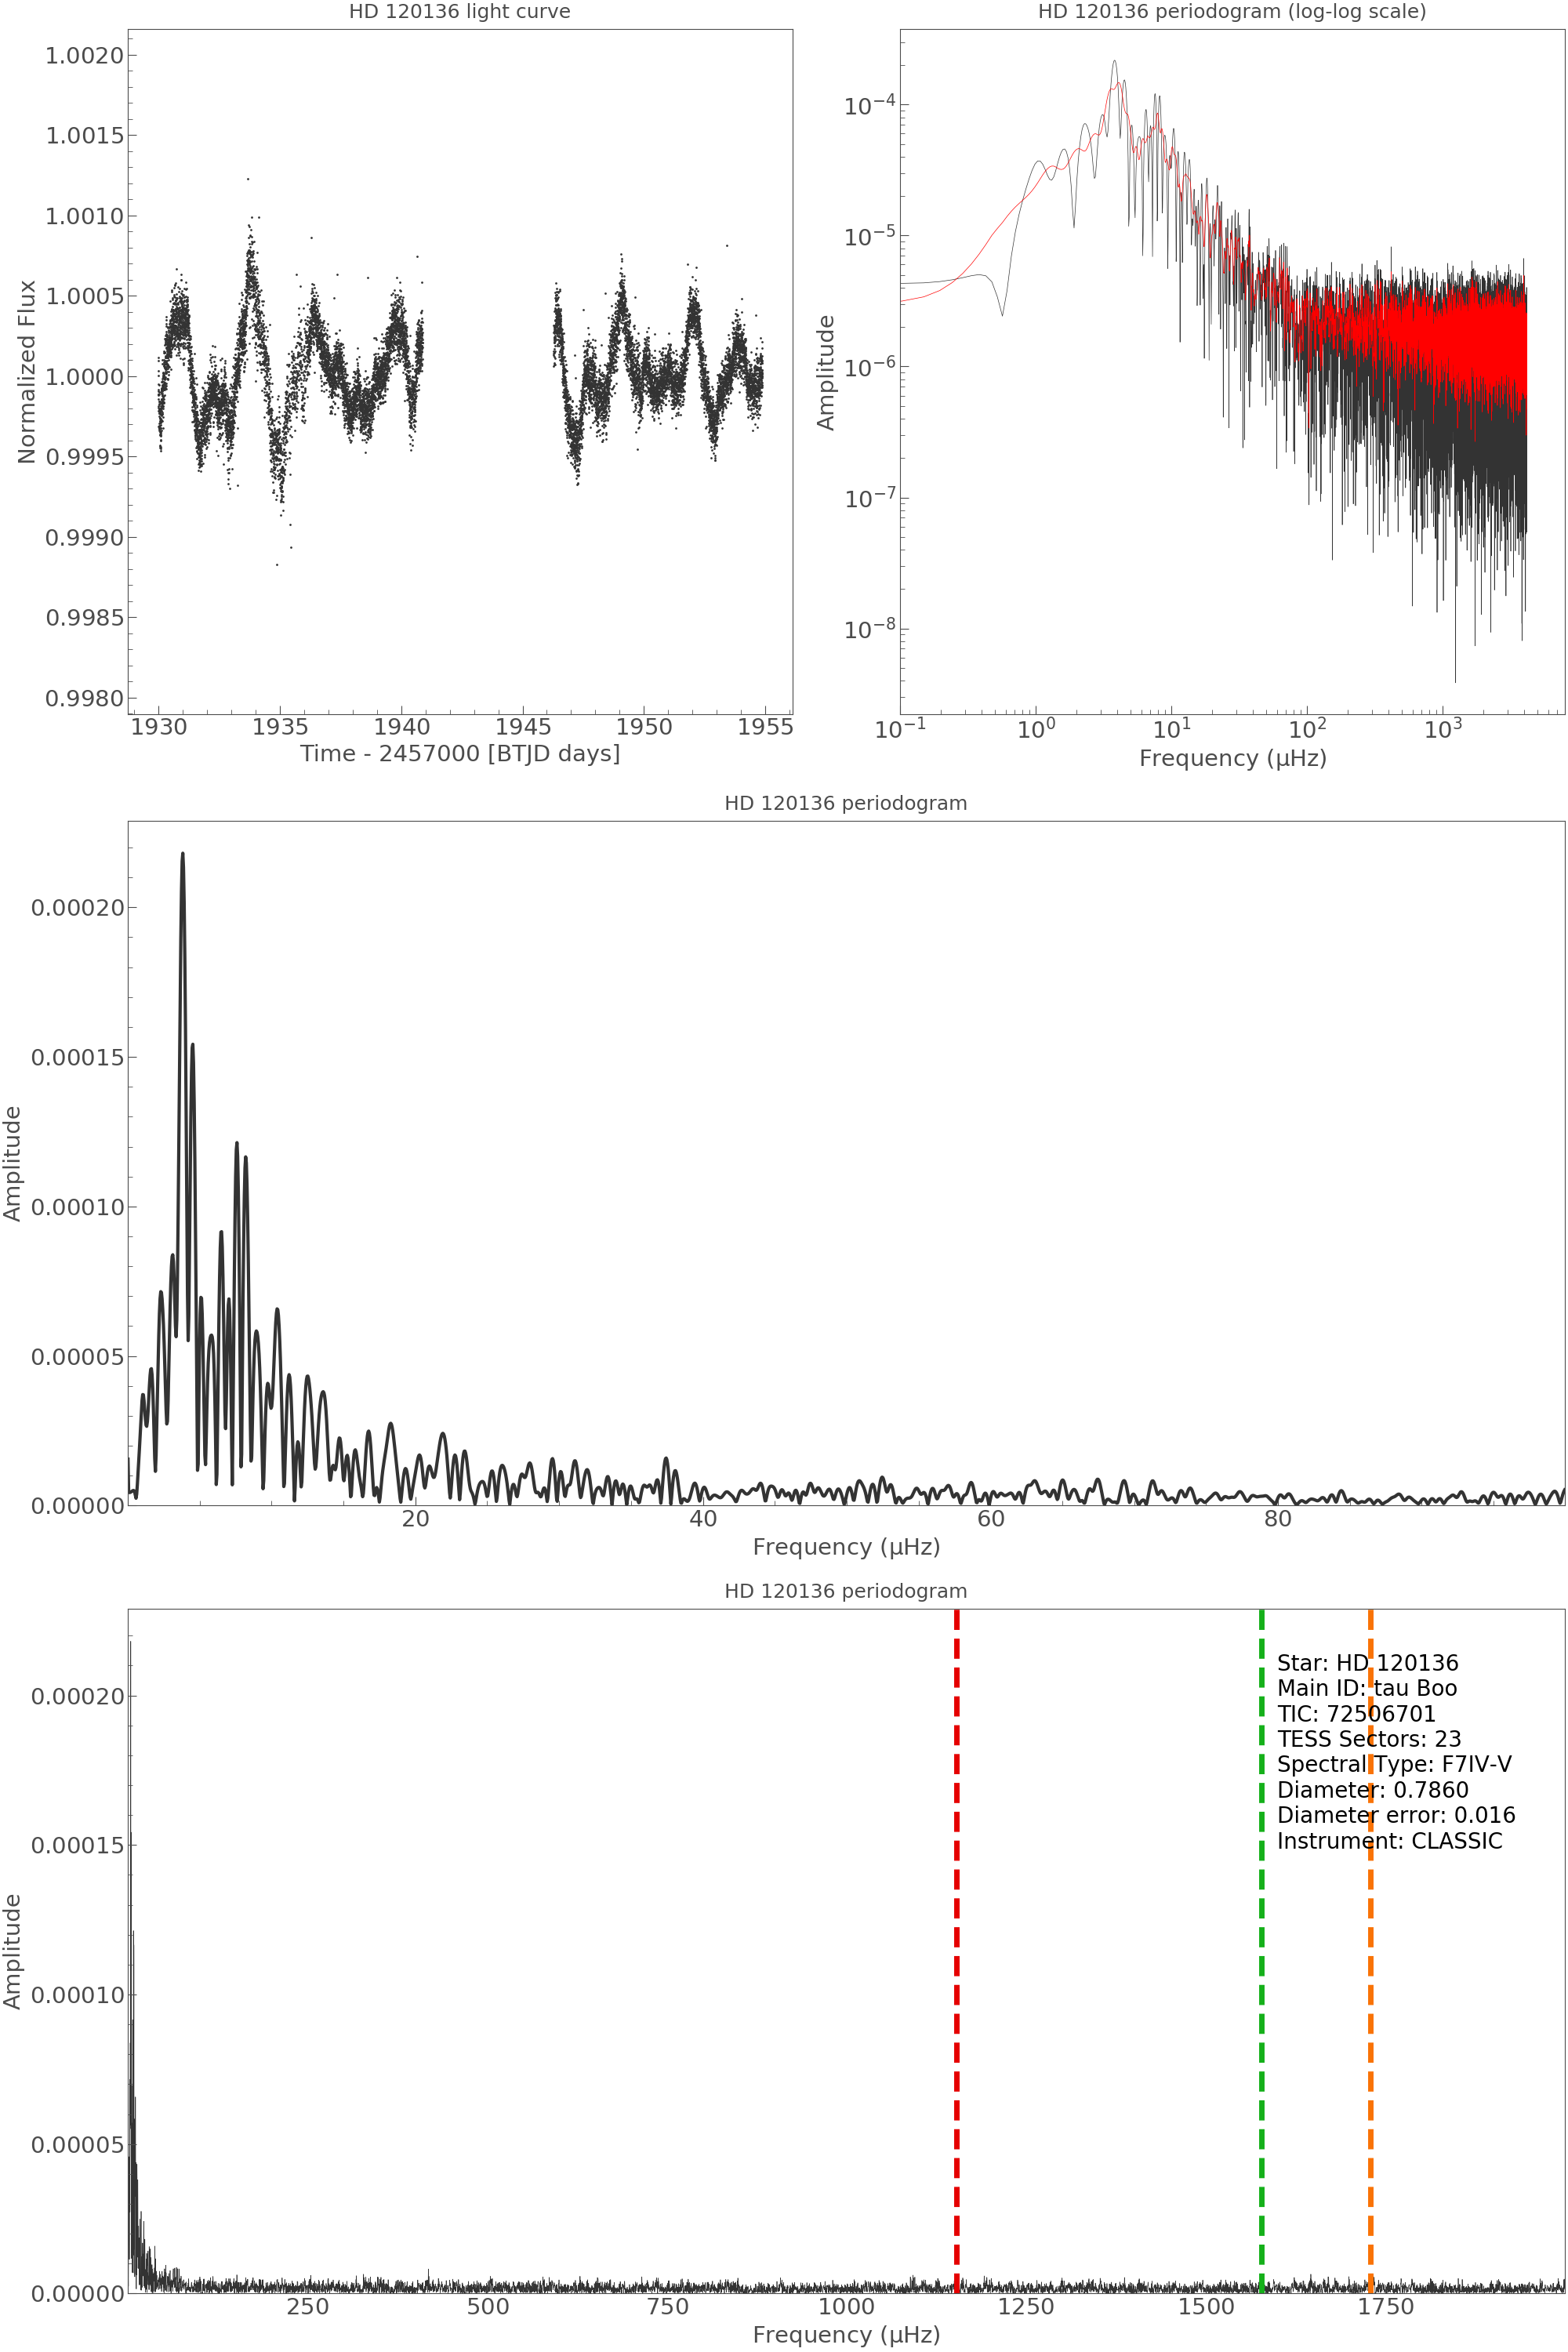 HD 120136 light curve
1.0020
1.0015
1.0010
1.0005
1.0000
0.9995
0.9990
0.9985
0.9980
Normalized Flux
1930 1935 1940 1945 1950 1955
Time - 2457000 [BTJD days]
HD 120136 periodogram (log-log scale)
10⁻⁴
10⁻⁵
10⁻⁶
10⁻⁷
10⁻⁸
Amplitude
10⁻¹ 10⁰ 10¹ 10² 10³
Frequency (μHz)
HD 120136 periodogram
0.00020
0.00015
0.00010
0.00005
0.00000
Amplitude
20 40 60 80
Frequency (μHz)
HD 120136 periodogram
0.00020
0.00015
0.00010
0.00005
0.00000
Amplitude
Star: HD 120136
Main ID: tau Boo
TIC: 72506701
TESS Sectors: 23
Spectral Type: F7IV-V
Diameter: 0.7860
Diameter error: 0.016
Instrument: CLASSIC
250 500 750 1000 1250 1500 1750
Frequency (μHz)